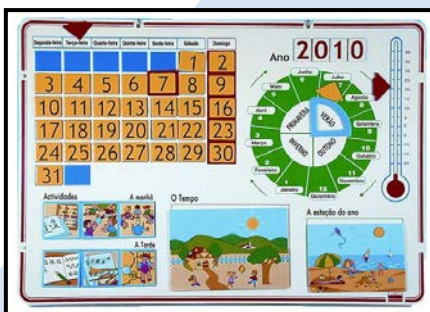 Segunda-feira Terça-feira Quarta-feira Quinta-feira Sexta-feira Sábado Domingo
1 2
3 4 5 6 7 8 9
10 11 12 13 14 15 16
17 18 19 20 21 22 23
24 25 26 27 28 29 30
31
Ano 2010
Junho Julho
Maio Agosto
Abril Setembro
Março Outubro
Fevereiro Novembro
Janeiro Dezembro
PRIMAVERA VERÃO
INVERNO OUTONO
Actividades A manhã
A Tarde
O Tempo
A estação do ano